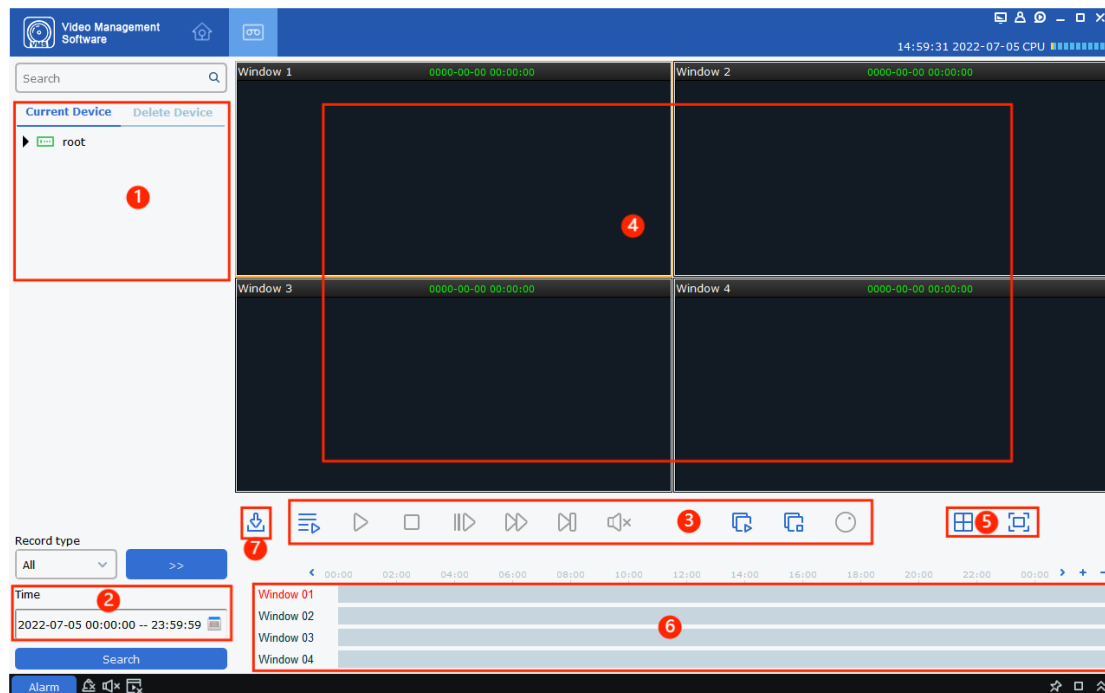 Video Management
Software
VMS
14:59:31 2022-07-05 CPU
Search
Current Device Delete Device
root
1
Window 1 0000-00-00 00:00:00
Window 2 0000-00-00 00:00:00
4
Window 3 0000-00-00 00:00:00
Window 4 0000-00-00 00:00:00
3
5
7
Record type
All >>
Time
2
2022-07-05 00:00:00 -- 23:59:59
Search
00:00 02:00 04:00 06:00 08:00 10:00 12:00 14:00 16:00 18:00 20:00 22:00 00:00 + -
Window 01
Window 02
6
Window 03
Window 04
Alarm